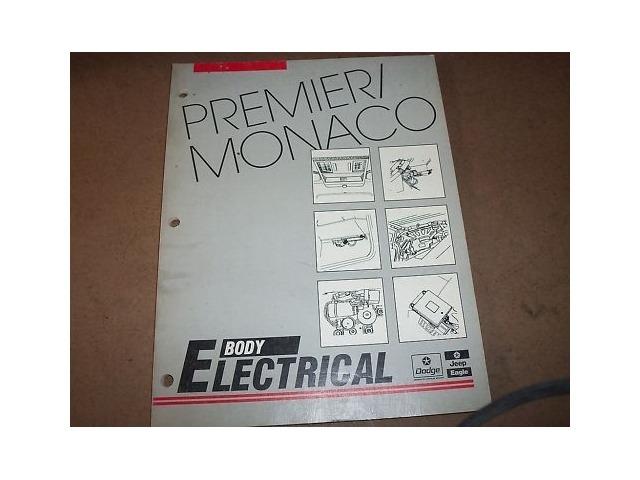 PREMIER/
MONACO
BODY
ELECTRICAL
Dodge
Jeep
Eagle